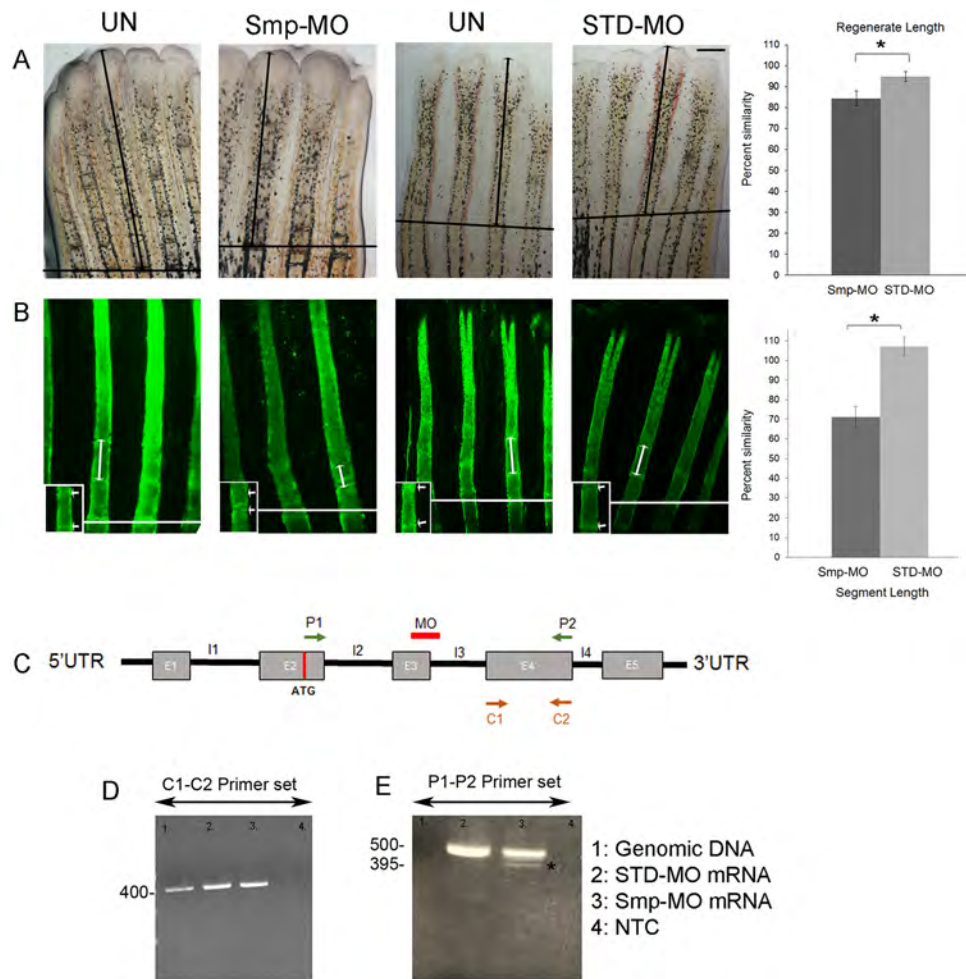 UN Smp-MO UN STD-MO
A
Regenerate Length
*
Percent similarity
110
100
90
80
70
60
50
40
30
20
10
0
Smp-MO STD-MO
B
*
Percent similarity
110
100
90
80
70
60
50
40
30
20
10
0
Smp-MO STD-MO
Segment Length
C
P1 MO P2
5'UTR E1 I1 E2 I2 E3 I3 E4 I4 E5 3'UTR
ATG
C1 C2
D C1-C2 Primer set
1. 2. 3. 4.
400-
E P1-P2 Primer set
1. 2. 3. 4.
500-
395-
*
1: Genomic DNA
2: STD-MO mRNA
3: Smp-MO mRNA
4: NTC